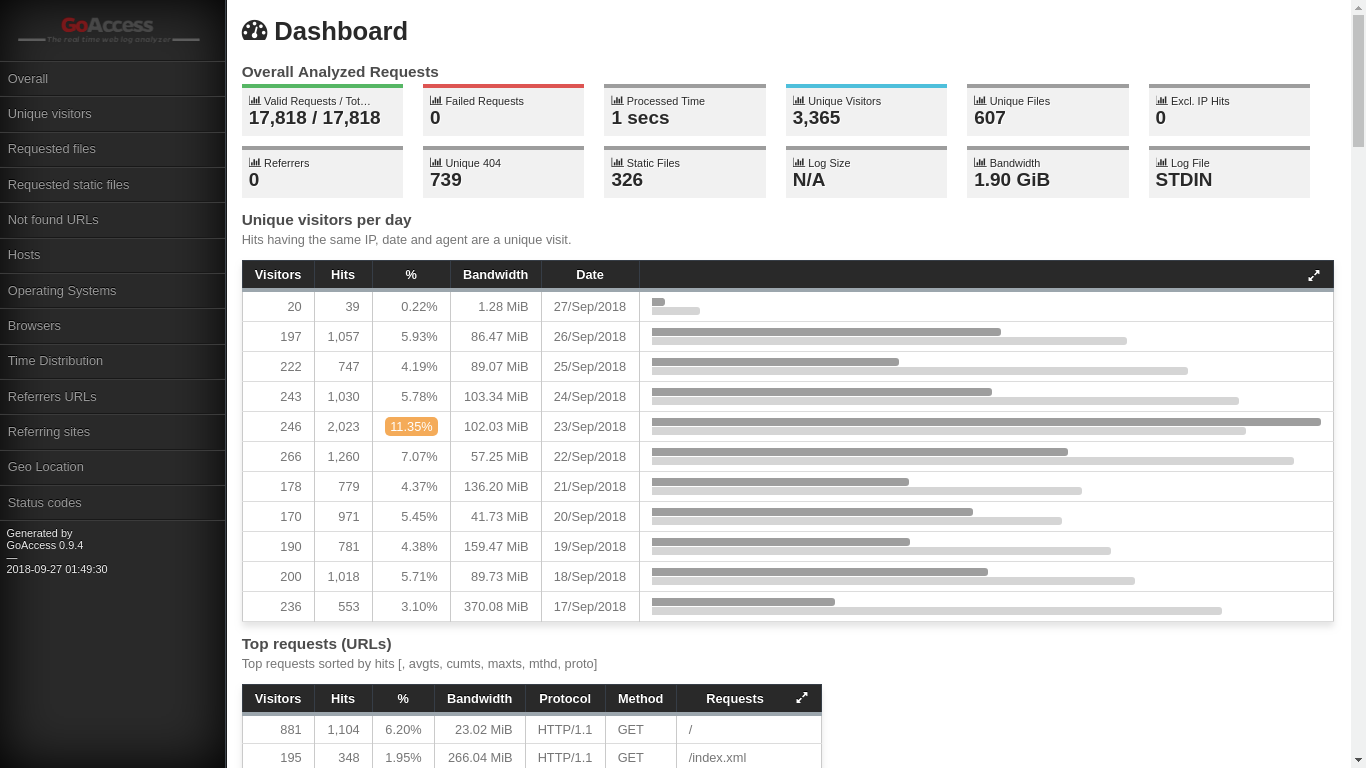 GoAccess
The real time web log analyzer
Overall
Unique visitors
Requested files
Requested static files
Not found URLs
Hosts
Operating Systems
Browsers
Time Distribution
Referrers URLs
Referring sites
Geo Location
Status codes
Generated by
GoAccess 0.9.4
—
2018-09-27 01:49:30
Dashboard
Overall Analyzed Requests
Valid Requests / Tot… Failed Requests Processed Time Unique Visitors Unique Files Excl. IP Hits
17,818 / 17,818 0 1 secs 3,365 607 0
Referrers Unique 404 Static Files Log Size Bandwidth Log File
0 739 326 N/A 1.90 GiB STDIN
Unique visitors per day
Hits having the same IP, date and agent are a unique visit.
Visitors Hits % Bandwidth Date
20 39 0.22% 1.28 MiB 27/Sep/2018
197 1,057 5.93% 86.47 MiB 26/Sep/2018
222 747 4.19% 89.07 MiB 25/Sep/2018
243 1,030 5.78% 103.34 MiB 24/Sep/2018
246 2,023 11.35% 102.03 MiB 23/Sep/2018
266 1,260 7.07% 57.25 MiB 22/Sep/2018
178 779 4.37% 136.20 MiB 21/Sep/2018
170 971 5.45% 41.73 MiB 20/Sep/2018
190 781 4.38% 159.47 MiB 19/Sep/2018
200 1,018 5.71% 89.73 MiB 18/Sep/2018
236 553 3.10% 370.08 MiB 17/Sep/2018
Top requests (URLs)
Top requests sorted by hits [, avgts, cumts, maxts, mthd, proto]
Visitors Hits % Bandwidth Protocol Method Requests
881 1,104 6.20% 23.02 MiB HTTP/1.1 GET /
195 348 1.95% 266.04 MiB HTTP/1.1 GET /index.xml